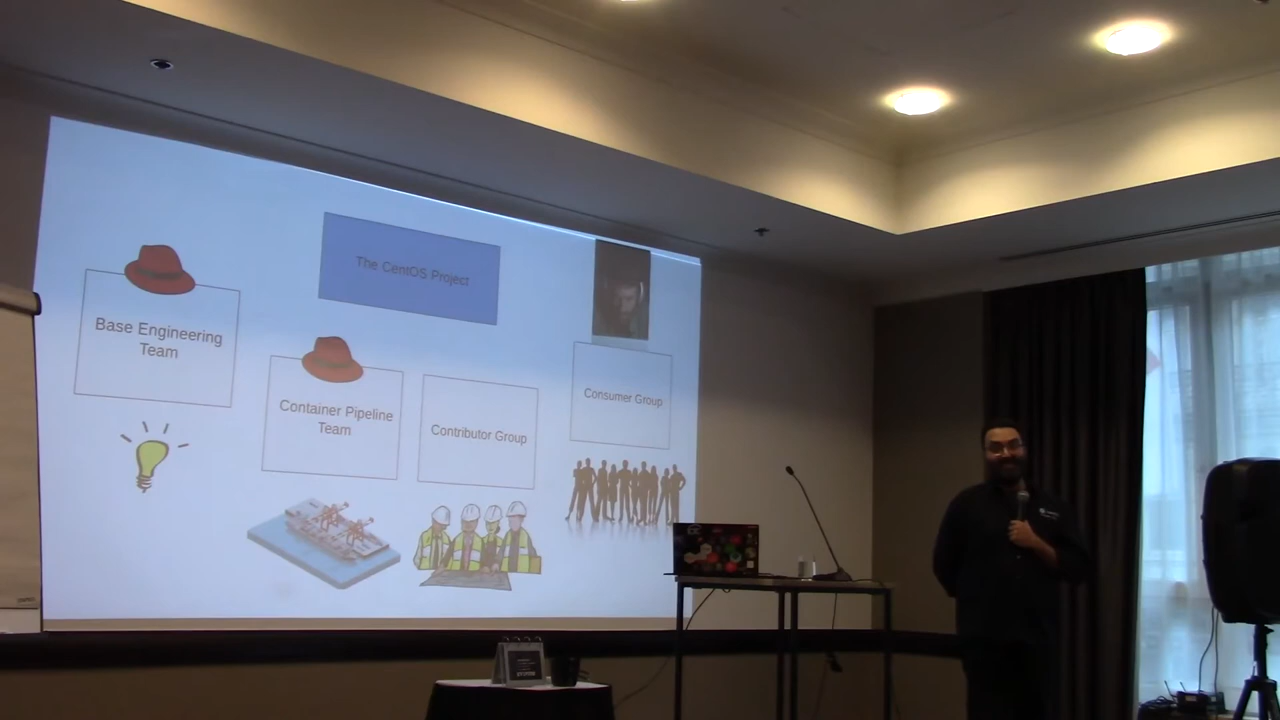 The CentOS Project
Base Engineering
Team
Container Pipeline
Team
Contributor Group
Consumer Group